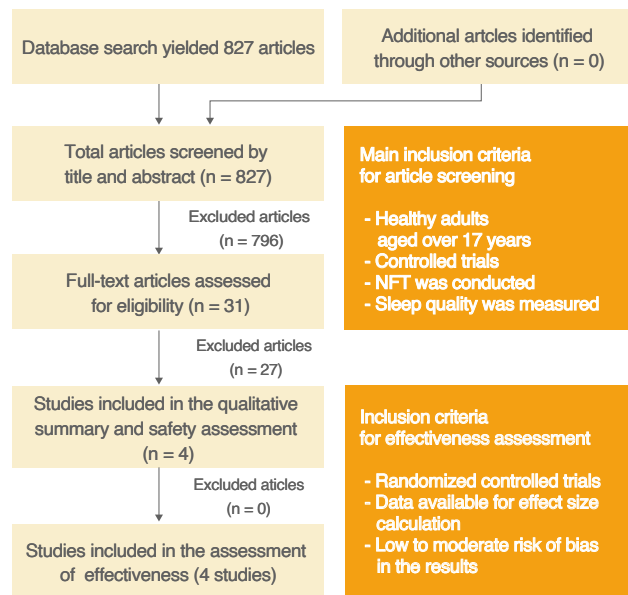 Database search yielded 827 articles
Additional artcles identified
through other sources (n = 0)
Total articles screened by
title and abstract (n = 827)
Main inclusion criteria
for article screening
- Healthy adults
aged over 17 years
- Controlled trials
- NFT was conducted
- Sleep quality was measured
Excluded articles
(n = 796)
Full-text articles assessed
for eligibility (n = 31)
Excluded articles
(n = 27)
Studies included in the qualitative
summary and safety assessment
(n = 4)
Inclusion criteria
for effectiveness assessment
- Randomized controlled trials
- Data available for effect size
calculation
- Low to moderate risk of bias
in the results
Excluded aticles
(n = 0)
Studies included in the assessment
of effectiveness (4 studies)